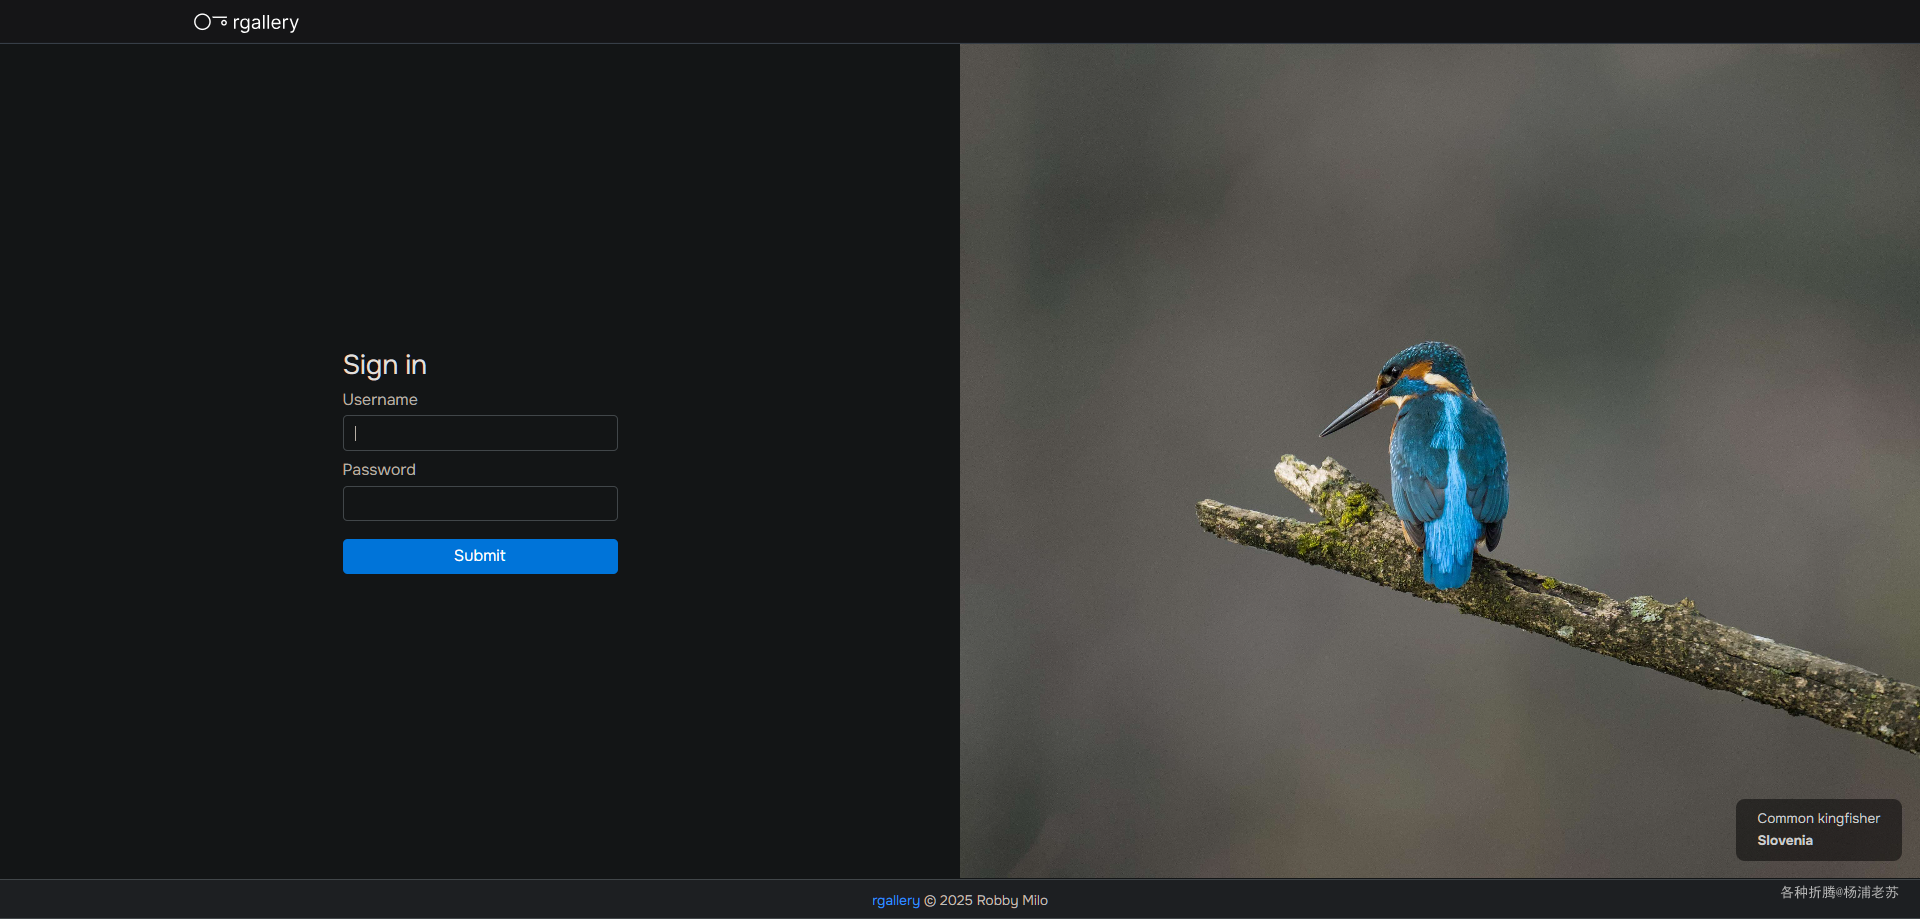 rgallery
Sign in
Username
Password
Submit
Common kingfisher
Slovenia
rgallery © 2025 Robby Milo
各种折腾@杨浦老苏